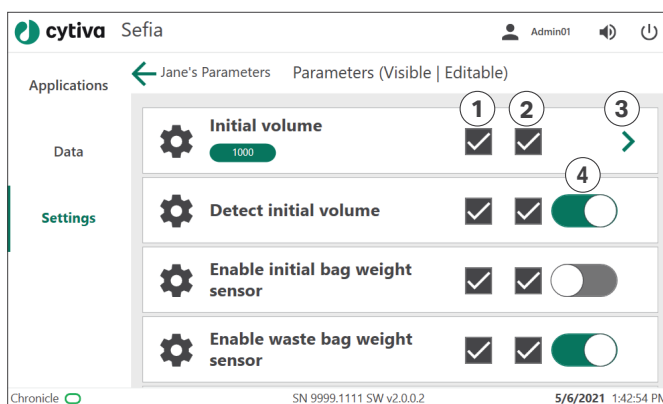 cytiva Sefia Admin01
Applications
Jane's Parameters Parameters (Visible | Editable)
1 2 3
Initial volume
1000
Data
4
Settings
Detect initial volume
Enable initial bag weight
sensor
Enable waste bag weight
sensor
Chronicle SN 9999.1111 SW v2.0.0.2 5/6/2021 1:42:54 PM